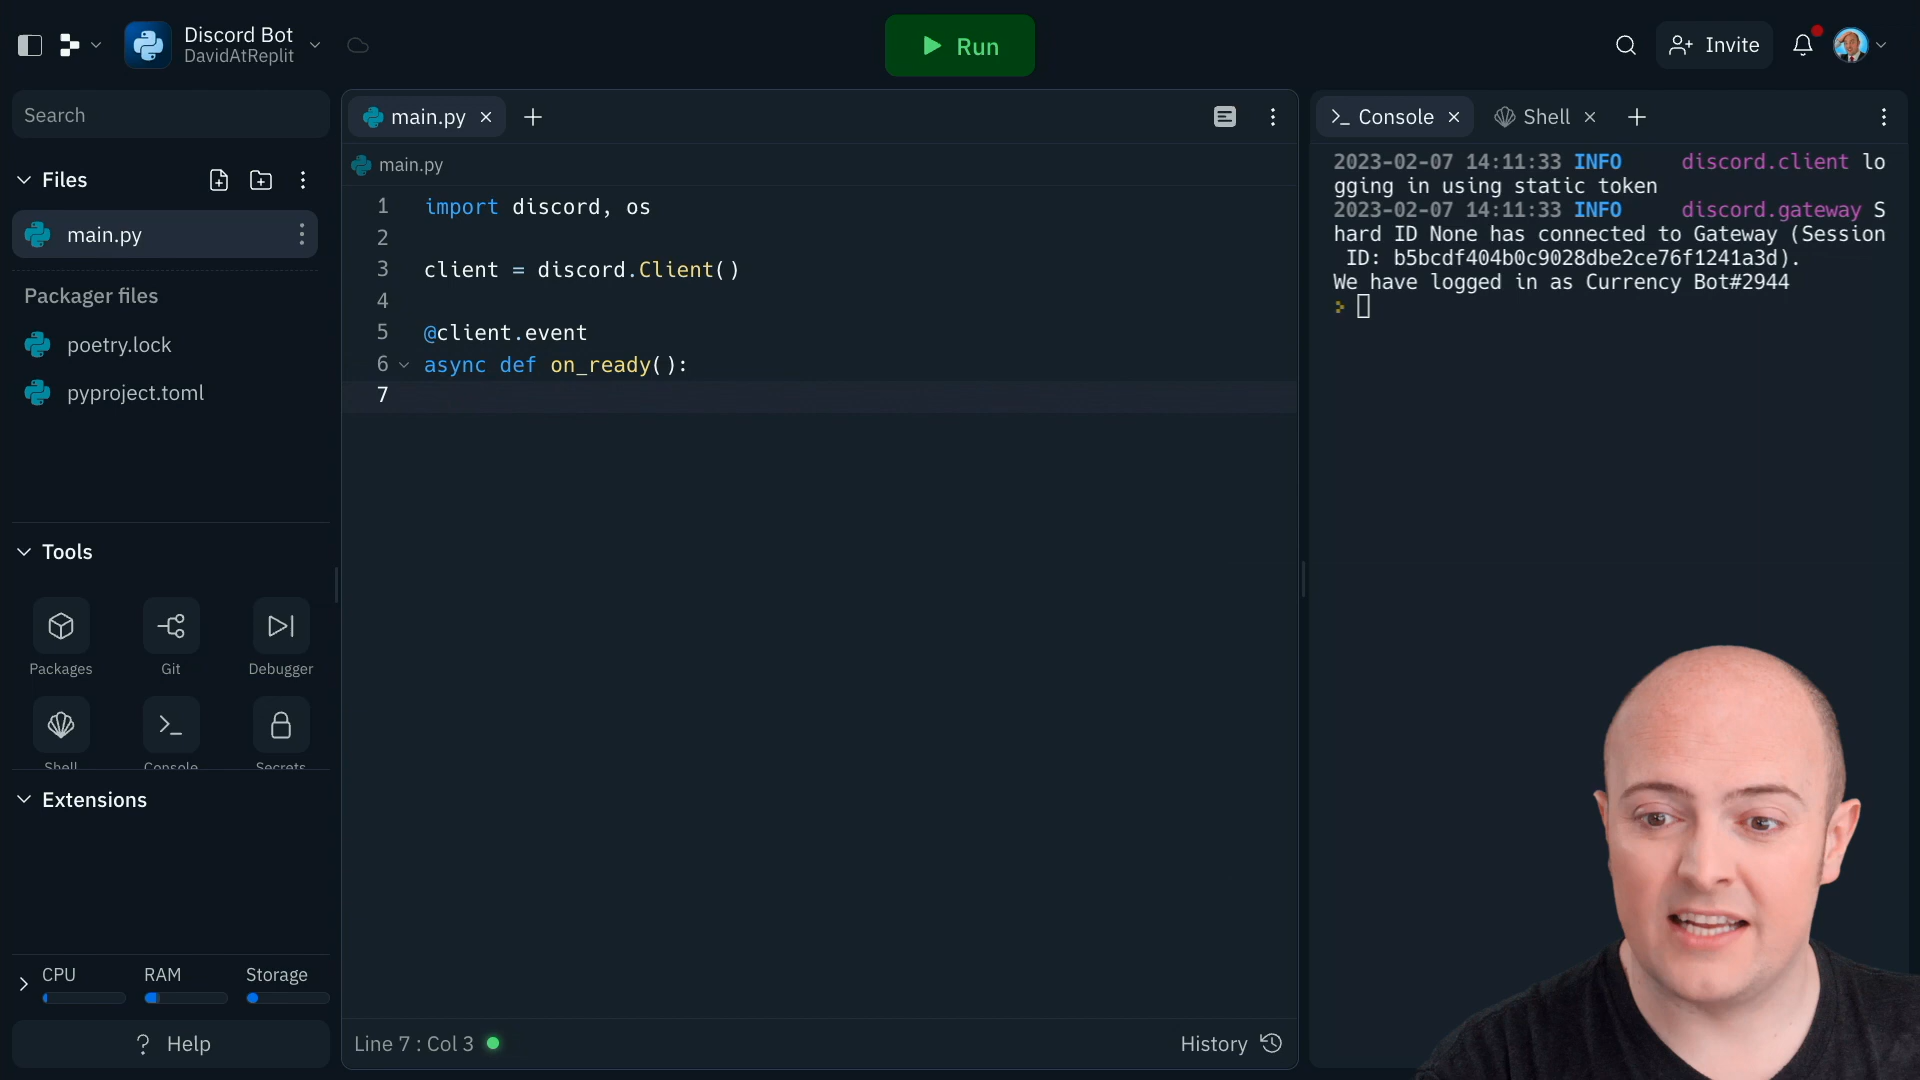 Discord Bot
DavidAtReplit
Run
Invite
Search
Files
main.py
Packager files
poetry.lock
pyproject.toml
Tools
Packages
Git
Debugger
Shell
Console
Secrets
Extensions
CPU
RAM
Storage
? Help
main.py
main.py
1 import discord, os
2
3 client = discord.Client()
4
5 @client.event
6 async def on_ready():
7
Line 7 : Col 3
History
Console
Shell
2023-02-07 14:11:33 INFO discord.client lo
gging in using static token
2023-02-07 14:11:33 INFO discord.gateway S
hard ID None has connected to Gateway (Session
ID: b5bcdf404b0c9028dbe2ce76f1241a3d).
We have logged in as Currency Bot#2944